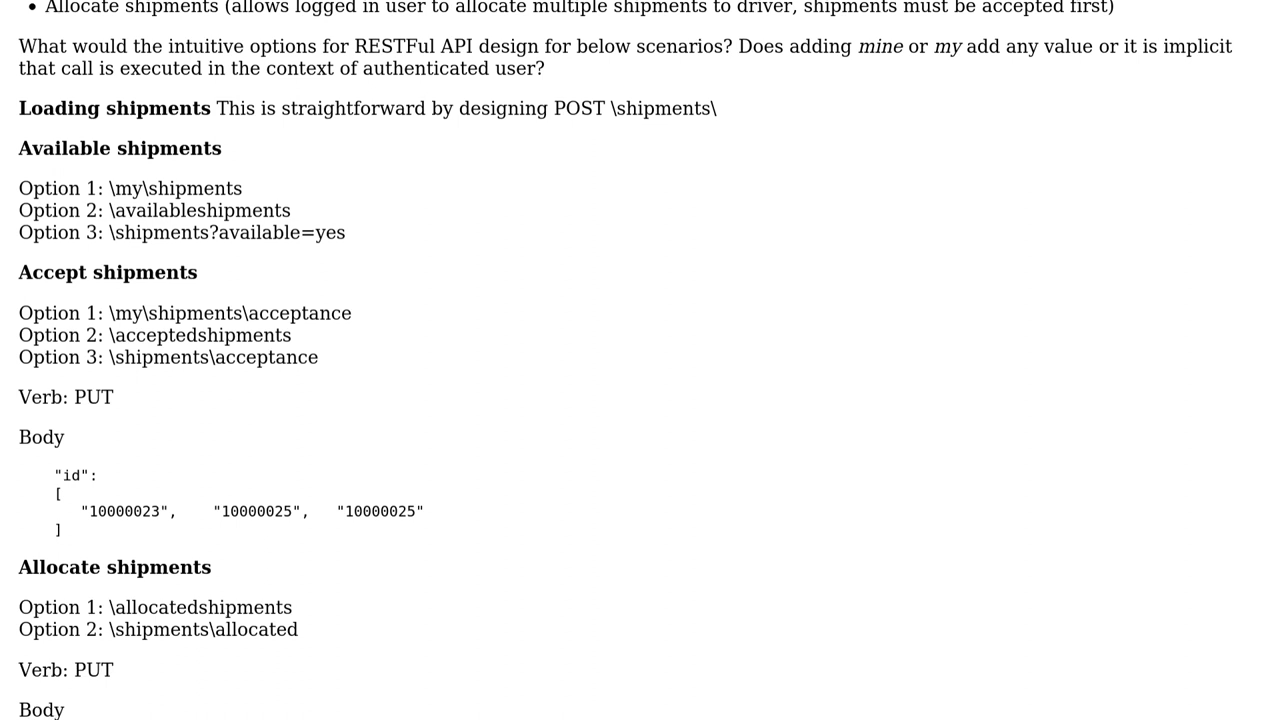 • Allocate shipments (allows logged in user to allocate multiple shipments to driver, shipments must be accepted first)
What would the intuitive options for RESTFul API design for below scenarios? Does adding mine or my add any value or it is implicit
that call is executed in the context of authenticated user?
Loading shipments This is straightforward by designing POST \shipments\
Available shipments
Option 1: \my\shipments
Option 2: \availableshipments
Option 3: \shipments?available=yes
Accept shipments
Option 1: \my\shipments\acceptance
Option 2: \acceptedshipments
Option 3: \shipments\acceptance
Verb: PUT
Body
"id":
[
"10000023", "10000025", "10000025"
]
Allocate shipments
Option 1: \allocatedshipments
Option 2: \shipments\allocated
Verb: PUT
Body